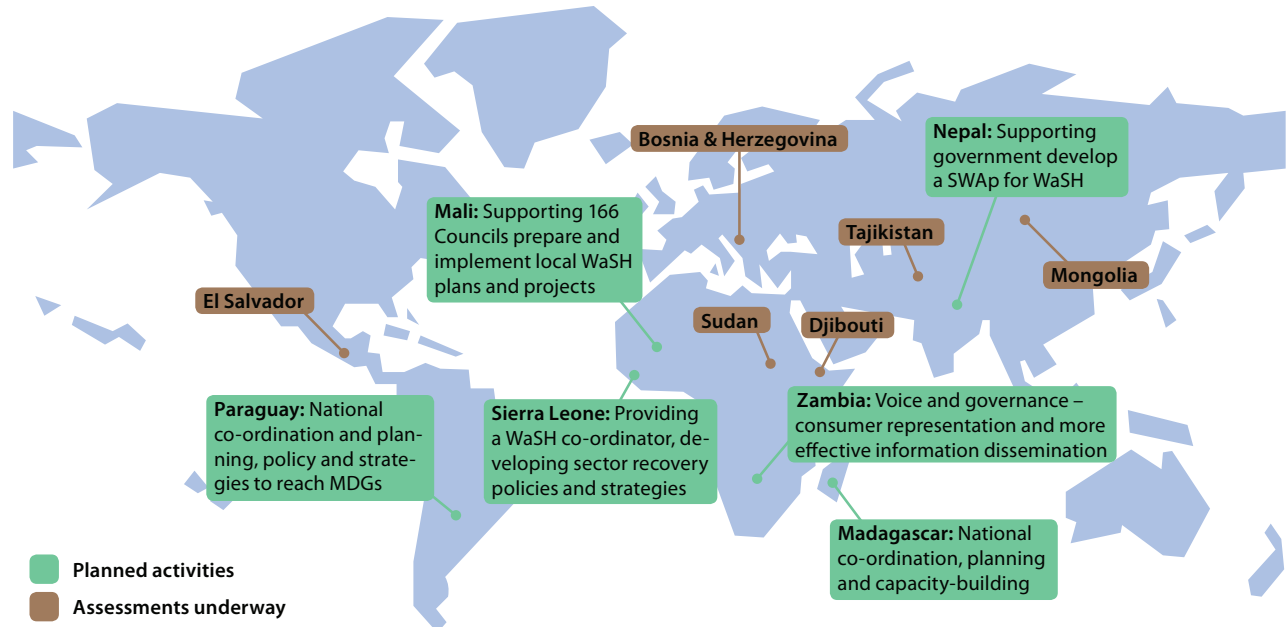 Bosnia & Herzegovina
Nepal: Supporting
government develop
a SWAp for WaSH
Mali: Supporting 166
Councils prepare and
implement local WaSH
plans and projects
Tajikistan
Mongolia
El Salvador
Sudan
Djibouti
Paraguay: National
co-ordination and plan-
ning, policy and strate-
gies to reach MDGs
Sierra Leone: Providing
a WaSH co-ordinator, de-
veloping sector recovery
policies and strategies
Zambia: Voice and governance –
consumer representation and more
effective information dissemination
Madagascar: National
co-ordination, planning
and capacity-building
Planned activities
Assessments underway